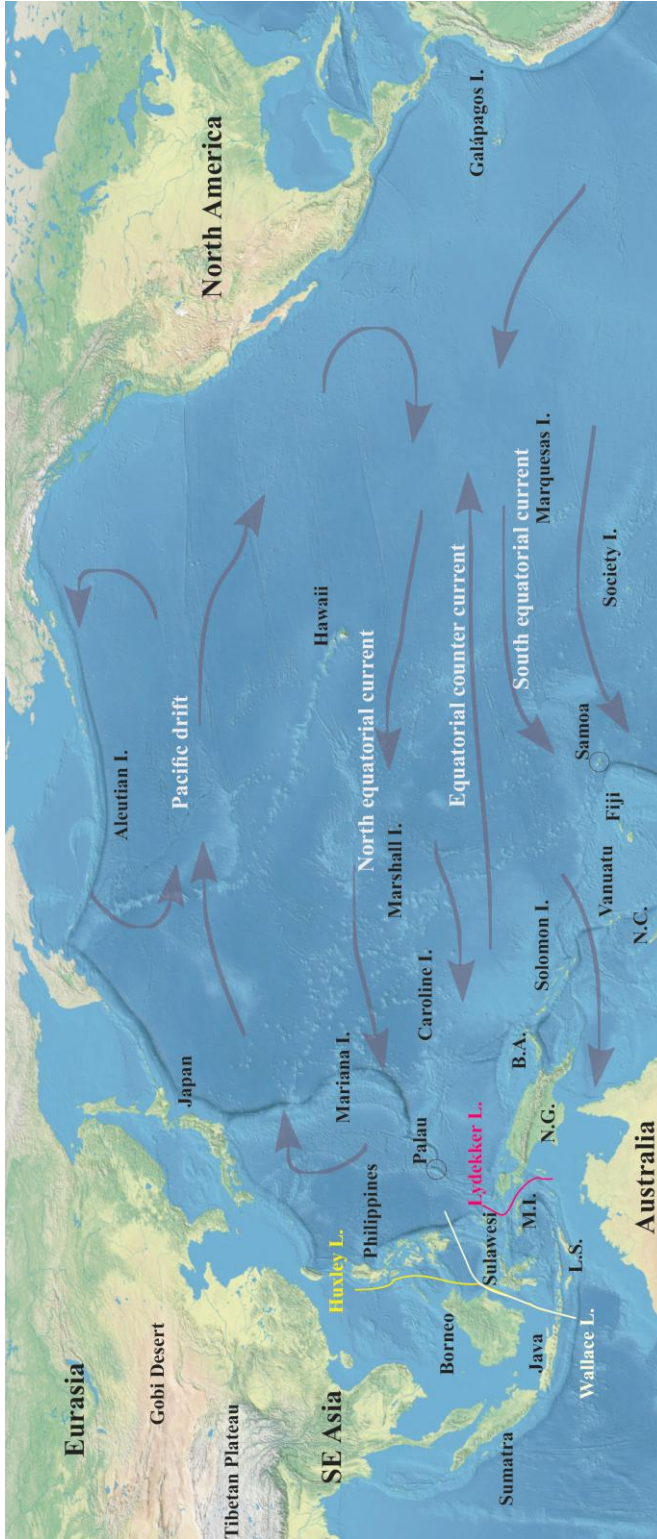 Eurasia
Gobi Desert
Tibetan Plateau
SE Asia
North America
Japan
Aleutian I.
Pacific drift
Hawaii
Huxley L.
Philippines
Mariana I.
Palau
North equatorial current
Marshall I.
Caroline I.
Equatorial counter current
South equatorial current
Galápagos I.
Marquesas I.
Society I.
Borneo
Sulawesi
Lydekker L.
M.I.
B.A.
N.G.
Solomon I.
Samoa
Vanuatu
Fiji
N.C.
Sumatra
Java
L.S.
Wallace L.
Australia